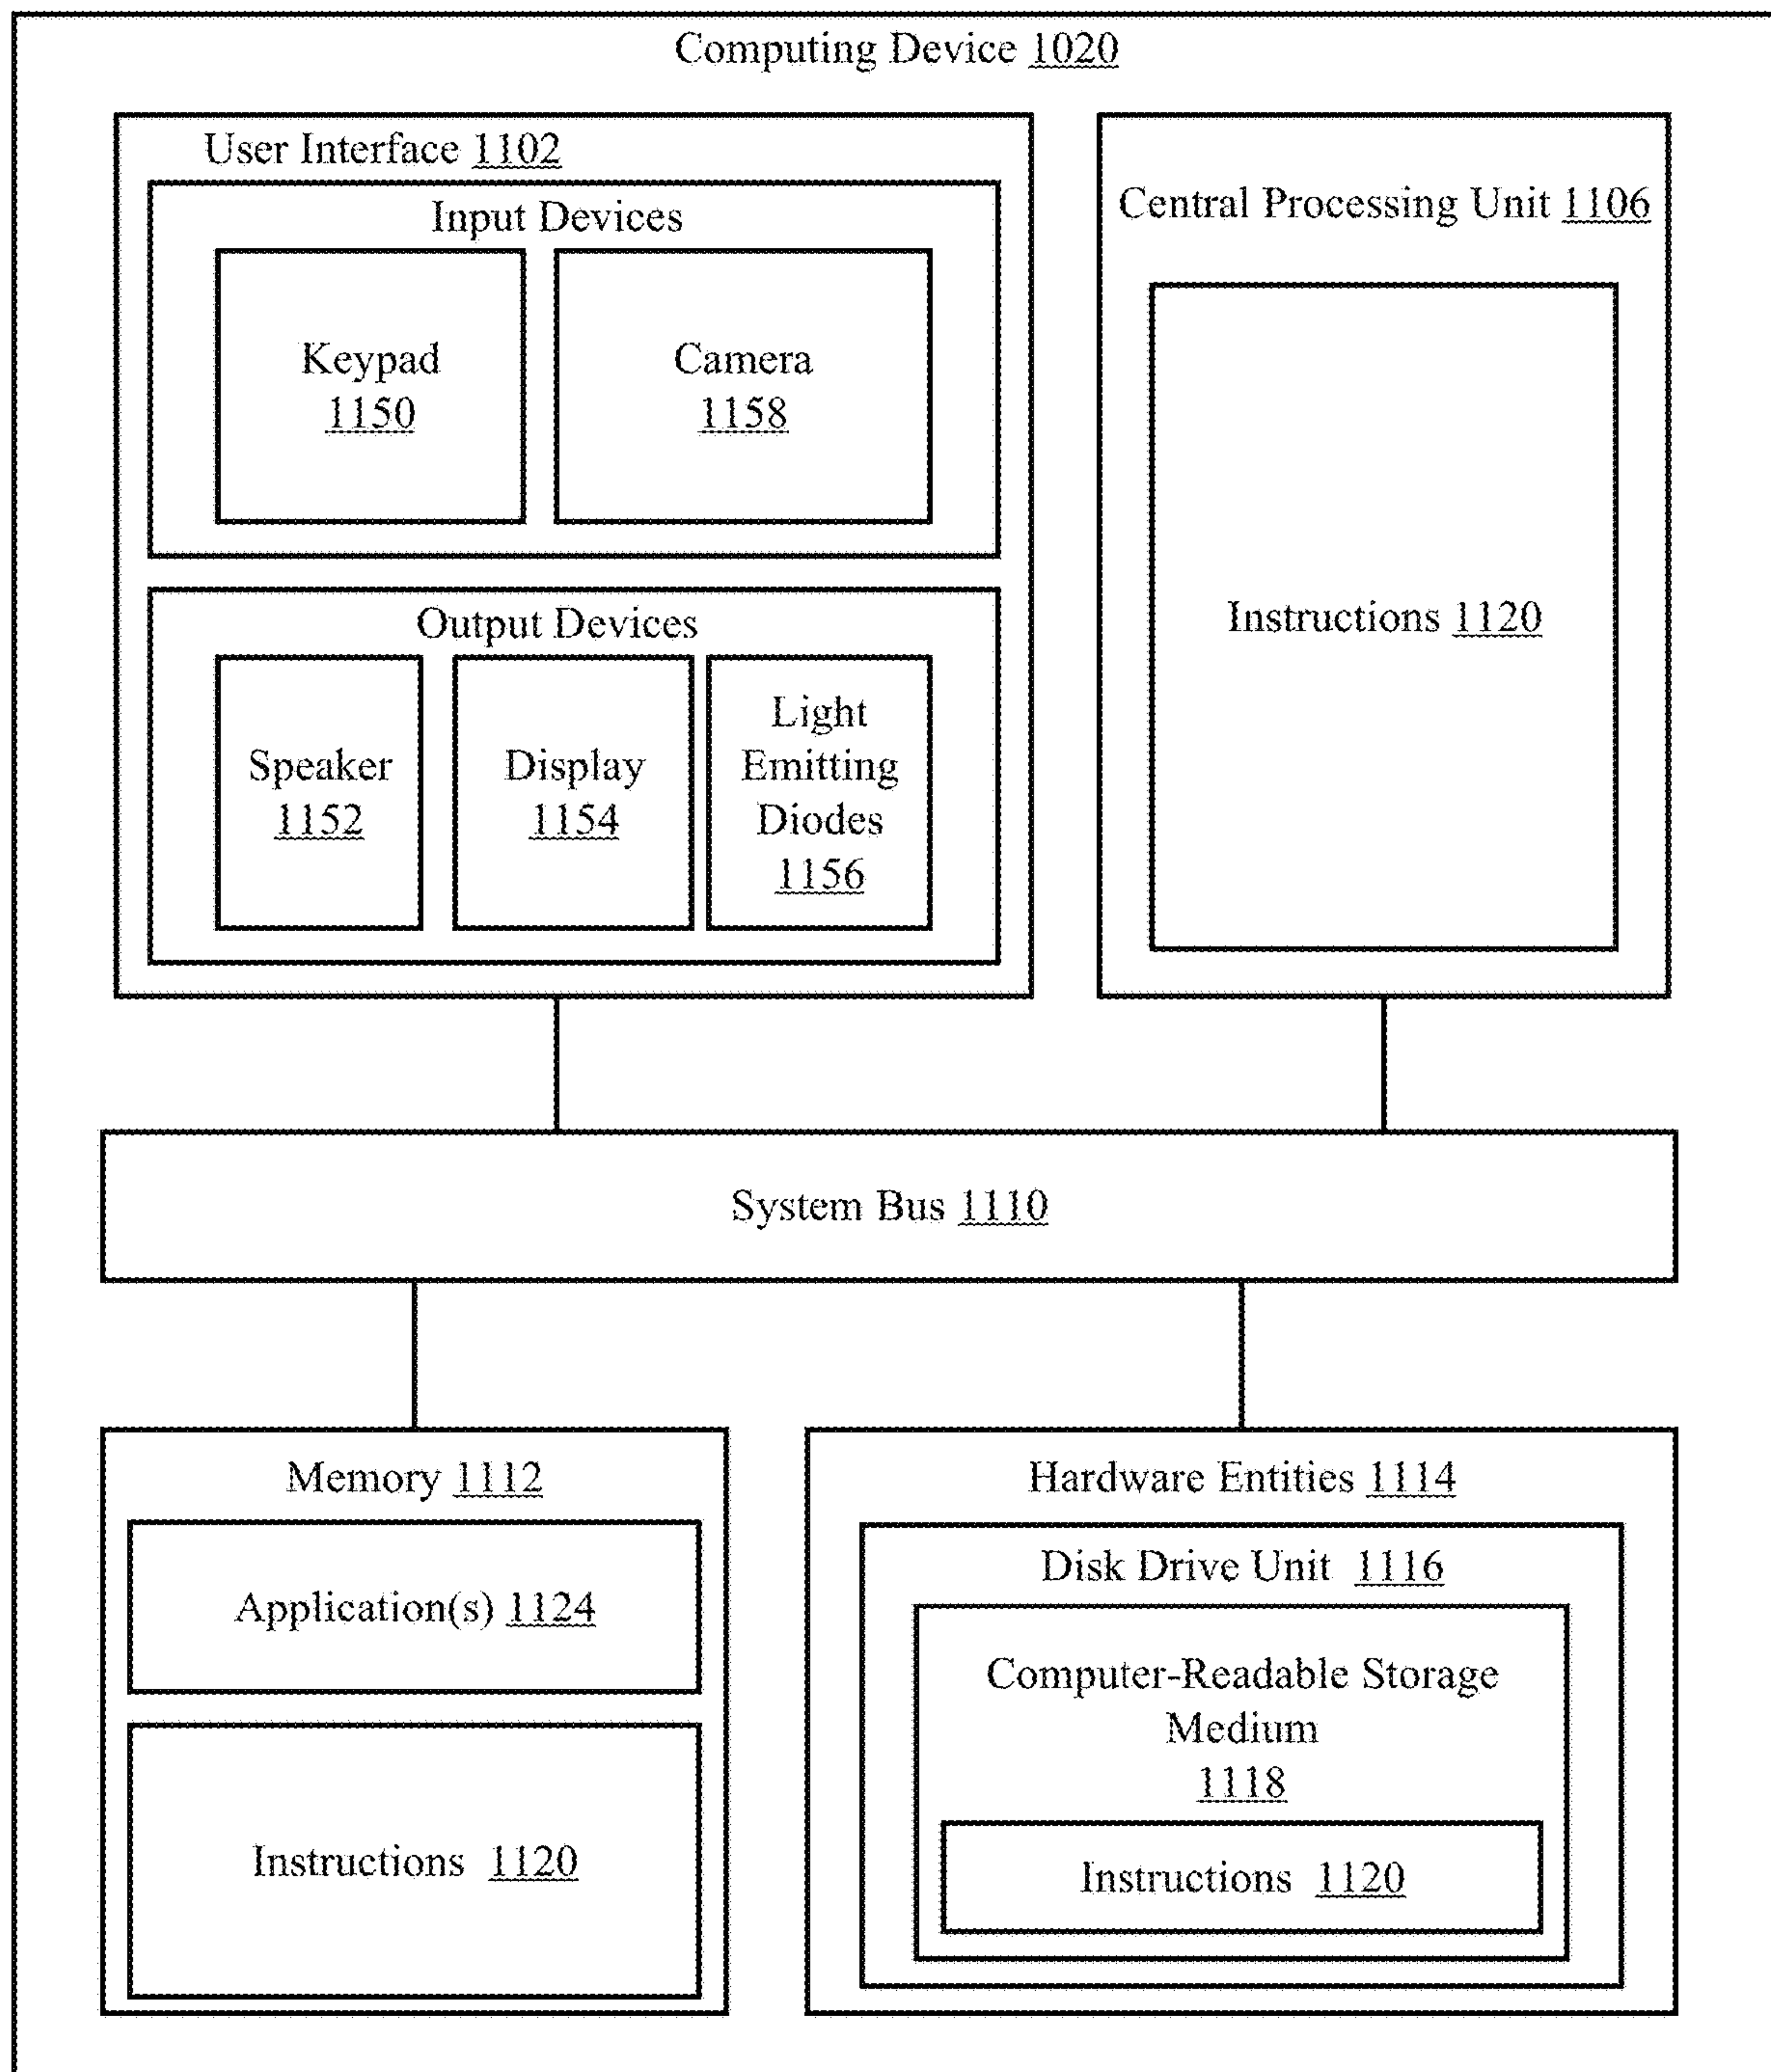 Computing Device 1020
User Interface 1102
Input Devices
Keypad
1150
Camera
1158
Output Devices
Speaker
1152
Display
1154
Light
Emitting
Diodes
1156
Central Processing Unit 1106
Instructions 1120
System Bus 1110
Memory 1112
Application(s) 1124
Instructions 1120
Hardware Entities 1114
Disk Drive Unit 1116
Computer-Readable Storage
Medium
1118
Instructions 1120